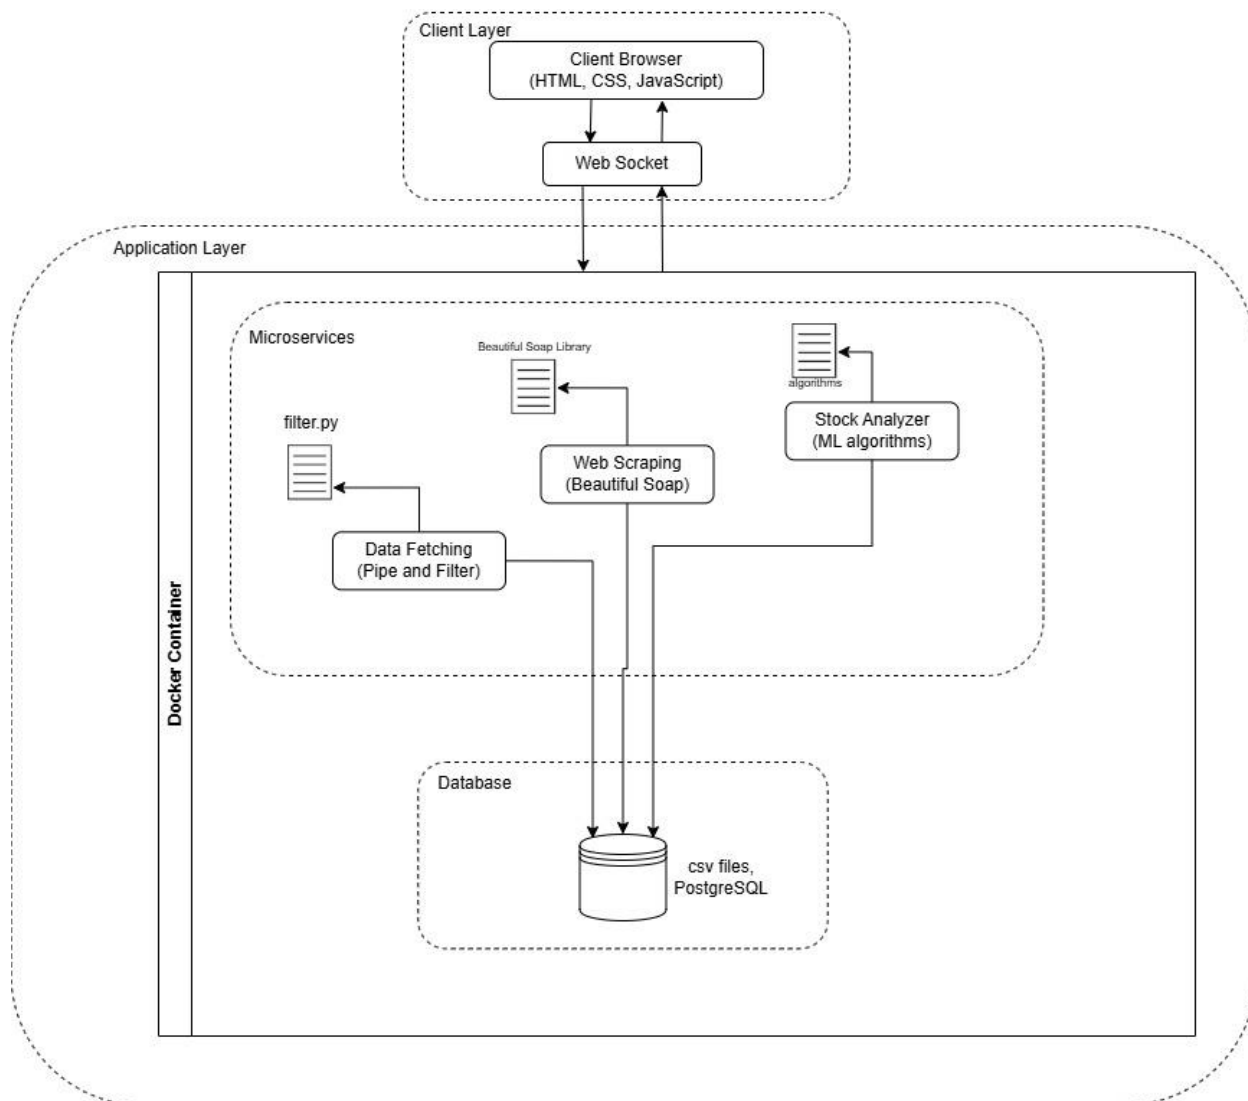 Client Layer
Client Browser
(HTML, CSS, JavaScript)
Web Socket
Application Layer
Docker Container
Microservices
Beautiful Soap Library
algorithms
filter.py
Stock Analyzer
(ML algorithms)
Web Scraping
(Beautiful Soap)
Data Fetching
(Pipe and Filter)
Database
csv files,
PostgreSQL